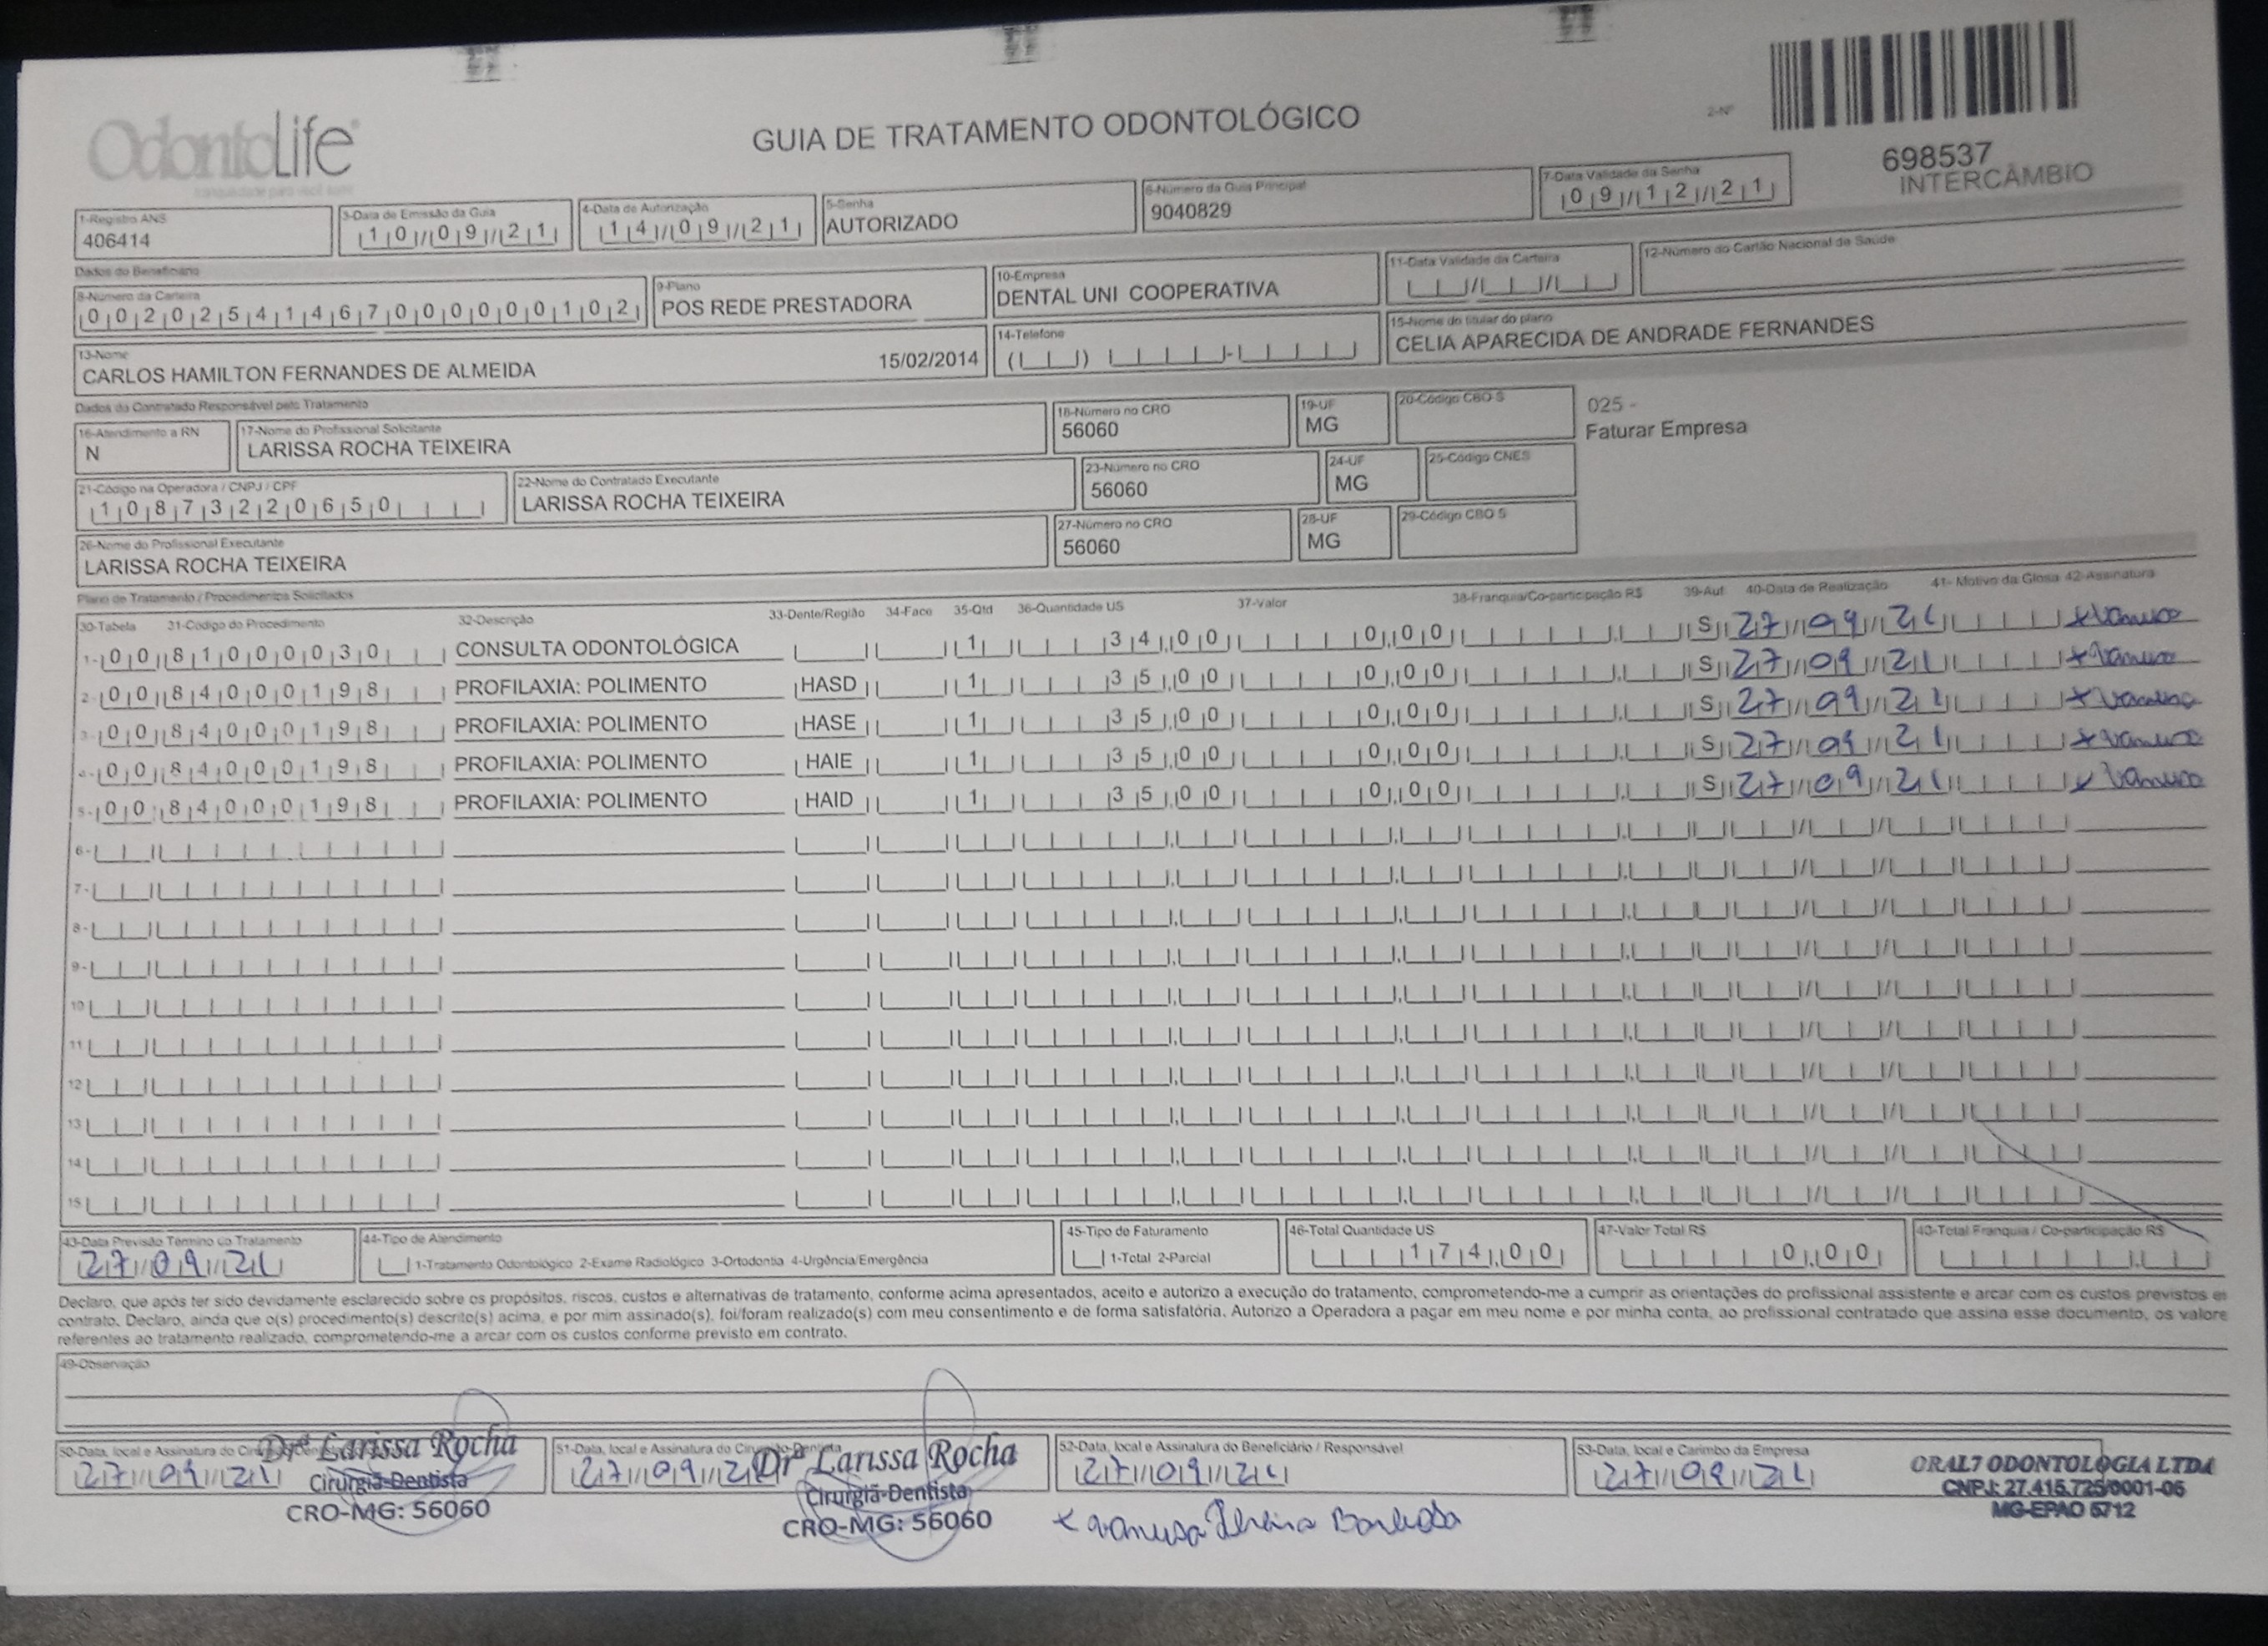 OdontoLife
GUIA DE TRATAMENTO ODONTOLÓGICO
2-Nº
698537
INTERCÂMBIO
1-Registro ANS 3-Data de Emissão da Guia 4-Data de Autorização 5-Senha 6-Número da Guia Principal 7-Data Validade da Senha
406414 10/09/21 14/09/21 AUTORIZADO 9040829 09/12/21
Dados do Beneficiário
8-Número da Carteira 9-Plano 10-Empresa 11-Data Validade da Carteira 12-Número do Cartão Nacional de Saúde
00202541467000000102 POS REDE PRESTADORA DENTAL UNI COOPERATIVA
13-Nome 14-Telefone 15-Nome do titular do plano
CARLOS HAMILTON FERNANDES DE ALMEIDA 15/02/2014 CELIA APARECIDA DE ANDRADE FERNANDES
Dados do Contratado Responsável pelo Tratamento
16-Atendimento a RN 17-Nome do Profissional Solicitante 18-Número no CRO 19-UF 20-Código CBO S
N LARISSA ROCHA TEIXEIRA 56060 MG
025 -
Faturar Empresa
21-Código na Operadora / CNPJ / CPF 22-Nome do Contratado Executante 23-Número no CRO 24-UF 25-Código CNES
10873220650 LARISSA ROCHA TEIXEIRA 56060 MG
26-Nome do Profissional Executante 27-Número no CRO 28-UF 29-Código CBO S
LARISSA ROCHA TEIXEIRA 56060 MG
Plano de Tratamento / Procedimentos Solicitados
30-Tabela 31-Código do Procedimento 32-Descrição 33-Dente/Região 34-Face 35-Qtd 36-Quantidade US 37-Valor 38-Franquia/Co-participação R$ 39-Aut 40-Data de Realização 41- Motivo da Glosa 42-Assinatura
1- 00 81000030 CONSULTA ODONTOLÓGICA 1 34,00 0,00 S 27/09/21
2- 00 84000198 PROFILAXIA: POLIMENTO HASD 1 35,00 0,00 S 27/09/21
3- 00 84000198 PROFILAXIA: POLIMENTO HASE 1 35,00 0,00 S 27/09/21
4- 00 84000198 PROFILAXIA: POLIMENTO HAIE 1 35,00 0,00 S 27/09/21
5- 00 84000198 PROFILAXIA: POLIMENTO HAID 1 35,00 0,00 S 27/09/21
6-
7-
8-
9-
10
11
12
13
14
15
43-Data Previsão Término do Tratamento 44-Tipo de Atendimento 45-Tipo de Faturamento 46-Total Quantidade US 47-Valor Total R$ 48-Total Franquia / Co-participação R$
27/09/21 1-Tratamento Odontológico 2-Exame Radiológico 3-Ortodontia 4-Urgência/Emergência 1-Total 2-Parcial 174,00 0,00
Declaro, que após ter sido devidamente esclarecido sobre os propósitos, riscos, custos e alternativas de tratamento, conforme acima apresentados, aceito e autorizo a execução do tratamento, comprometendo-me a cumprir as orientações do profissional assistente e arcar com os custos previstos e
contrato. Declaro, ainda que o(s) procedimento(s) descrito(s) acima, e por mim assinado(s), foi/foram realizado(s) com meu consentimento e de forma satisfatória. Autorizo a Operadora a pagar em meu nome e por minha conta, ao profissional contratado que assina esse documento, os valore
referentes ao tratamento realizado, comprometendo-me a arcar com os custos conforme previsto em contrato.
49-Observação
50-Data, local e Assinatura do 51-Data, local e Assinatura do Cirurgião-Dentista 52-Data, local e Assinatura do Beneficiário / Responsável 53-Data, local e Carimbo da Empresa
27/09/21 27/09/21 27/09/21 27/09/21
Drª Larissa Rocha
Cirurgiã-Dentista
CRO-MG: 56060
Drª Larissa Rocha
Cirurgiã-Dentista
CRO-MG: 56060
x Vanusa Barbosa
ORAL7 ODONTOLOGIA LTDA
CNPJ: 27.415.725/0001-06
MG-EPAO 5712